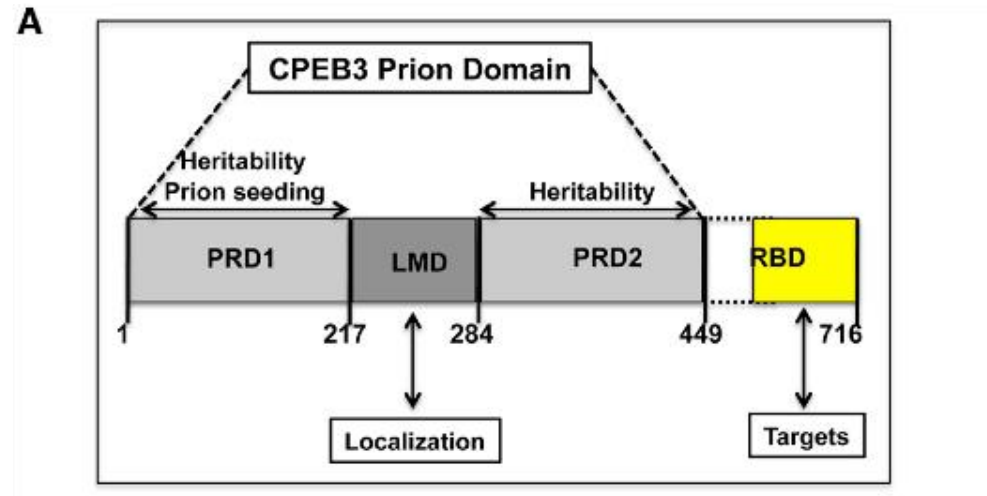 A
CPEB3 Prion Domain
Heritability
Prion seeding
Heritability
PRD1
LMD
PRD2
RBD
1
217
284
449
716
Localization
Targets